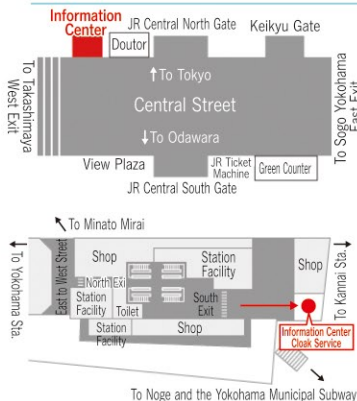 Information
Center
Doutor
JR Central North Gate
Keikyu Gate
To Takashimaya
West Exit
↑To Tokyo
Central Street
↓To Odawara
To Sogo Yokohama
East Exit
View Plaza
JR Ticket
Machine
Green Counter
JR Central South Gate
To Minato Mirai
To Yokohama Sta.
East to West Street
Shop
Station
Facility
Shop
To Kannai Sta.
North Exi
Station
Facility
Toilet
South
Exit
Station
Facility
Shop
Information Center
Cloak Service
To Noge and the Yokohama Municipal Subway